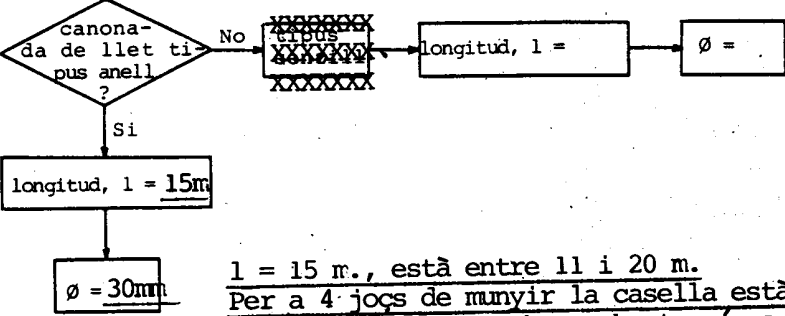 canona-
da de llet ti-
pus anell
?
No
tipus
sencill
longitud, l =
ø =
Si
longitud, l = 15m
ø = 30mm
l = 15 m., està entre 11 i 20 m.
Per a 4 jocs de munyir la casella està